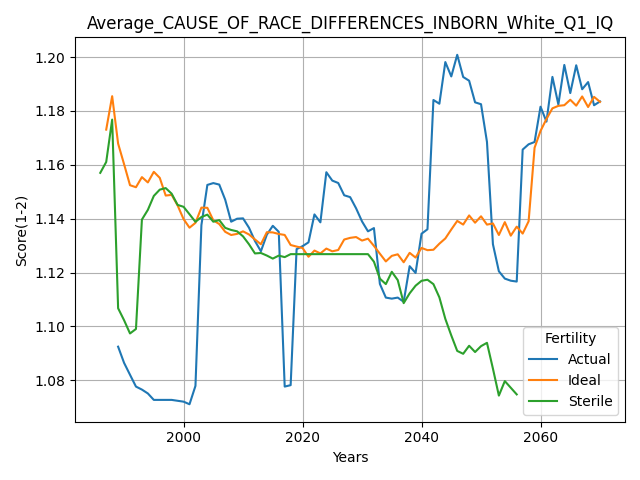 Average_CAUSE_OF_RACE_DIFFERENCES_INBORN_White_Q1_IQ
1.20
1.18
1.16
1.14
1.12
1.10
1.08
Score(1-2)
2000
2020
2040
2060
Years
Fertility
Actual
Ideal
Sterile